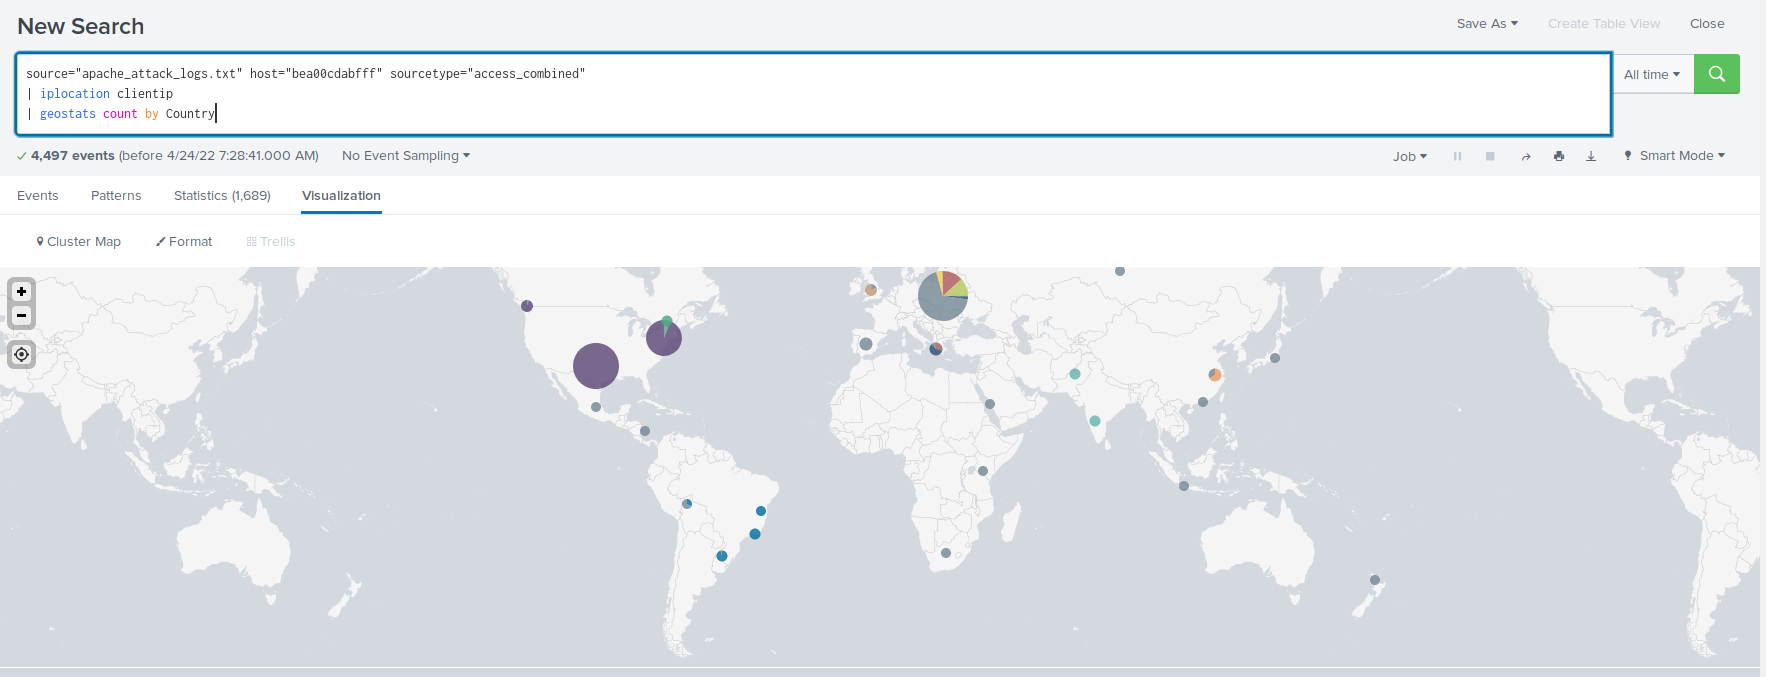 New Search
Save As
Create Table View
Close
source="apache_attack_logs.txt" host="bea00cdabfff" sourcetype="access_combined"
| iplocation clientip
| geostats count by Country
All time
4,497 events (before 4/24/22 7:28:41.000 AM)
No Event Sampling
Job
Smart Mode
Events
Patterns
Statistics (1,689)
Visualization
Cluster Map
Format
Trellis